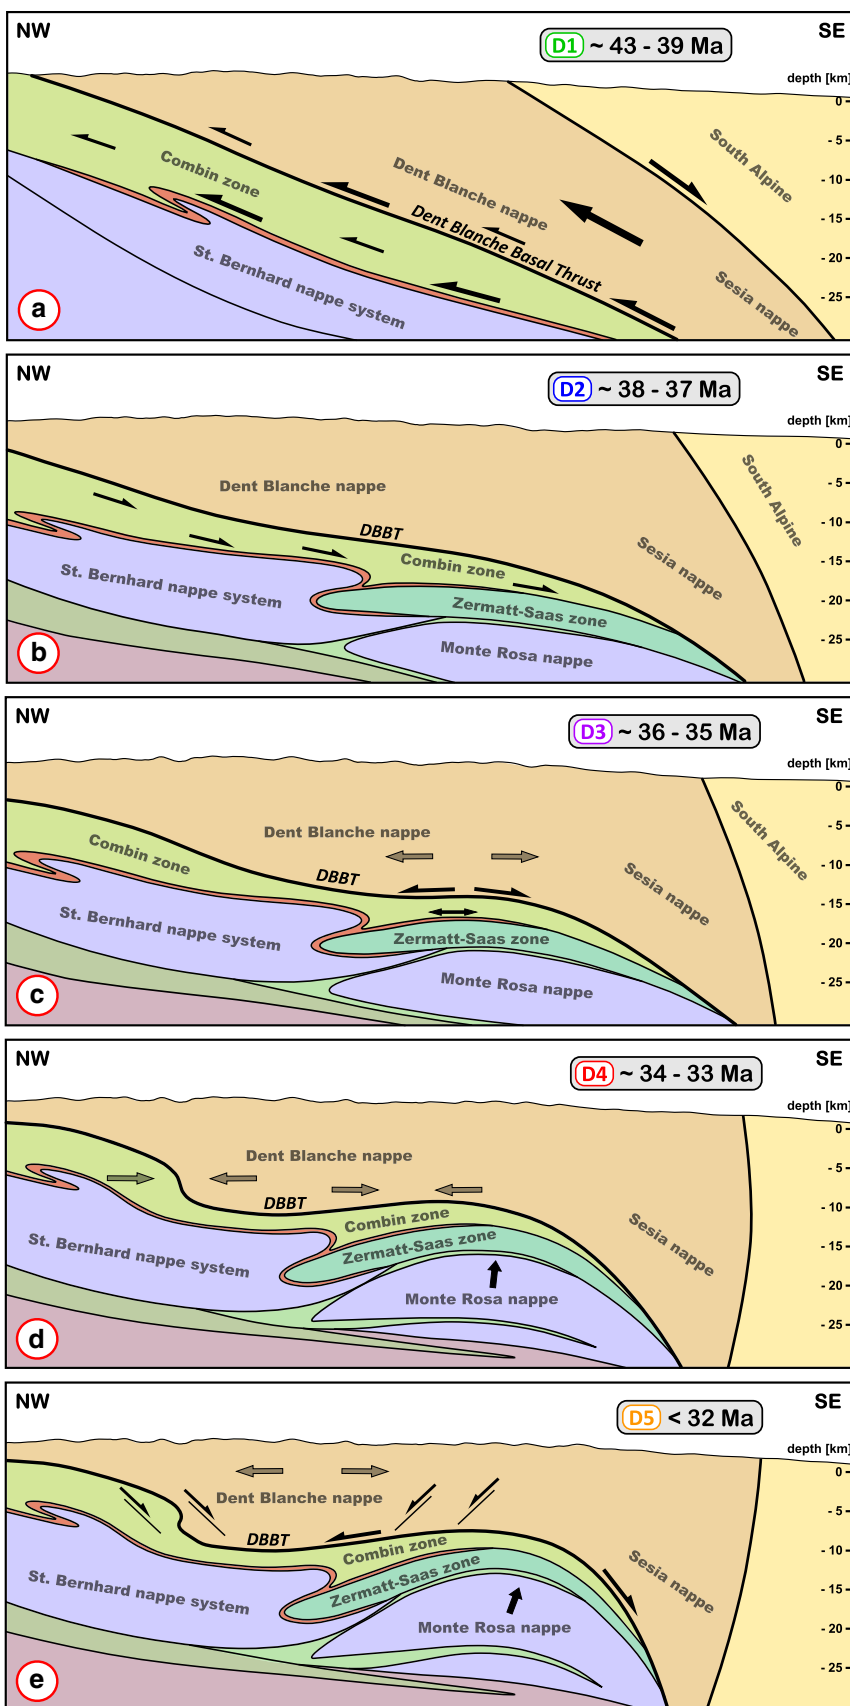 NW
SE
D1 ~ 43 - 39 Ma
depth [km]
0
- 5
-10
-15
- 20
- 25
Combin zone
Dent Blanche nappe
South Alpine
Dent Blanche Basal Thrust
St. Bernhard nappe system
Sesia nappe
a
NW
SE
D2 ~ 38 - 37 Ma
depth [km]
0
- 5
- 10
- 15
- 20
- 25
Dent Blanche nappe
South Alpine
DBBT
Combin zone
Sesia nappe
St. Bernhard nappe system
Zermatt-Saas zone
Monte Rosa nappe
b
NW
SE
D3 ~ 36 - 35 Ma
depth [km]
0
- 5
- 10
- 15
- 20
- 25
Dent Blanche nappe
South Alpine
Combin zone
DBBT
Sesia nappe
St. Bernhard nappe system
Zermatt-Saas zone
Monte Rosa nappe
c
NW
SE
D4 ~ 34 - 33 Ma
depth [km]
0
- 5
- 10
- 15
- 20
- 25
Dent Blanche nappe
DBBT
Combin zone
Sesia nappe
St. Bernhard nappe system
Zermatt-Saas zone
Monte Rosa nappe
d
NW
SE
D5 < 32 Ma
depth [km]
0
- 5
- 10
- 15
- 20
- 25
Dent Blanche nappe
DBBT
Combin zone
Sesia nappe
St. Bernhard nappe system
Zermatt-Saas zone
Monte Rosa nappe
e